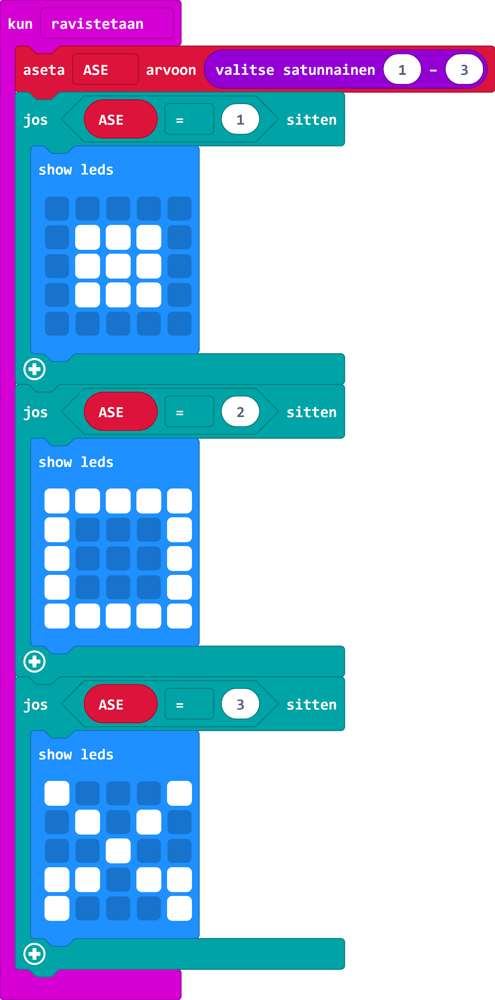 kun ravistetaan
aseta ASE arvoon valitse satunnainen 1 - 3
jos ASE = 1 sitten
show leds
jos ASE = 2 sitten
show leds
jos ASE = 3 sitten
show leds